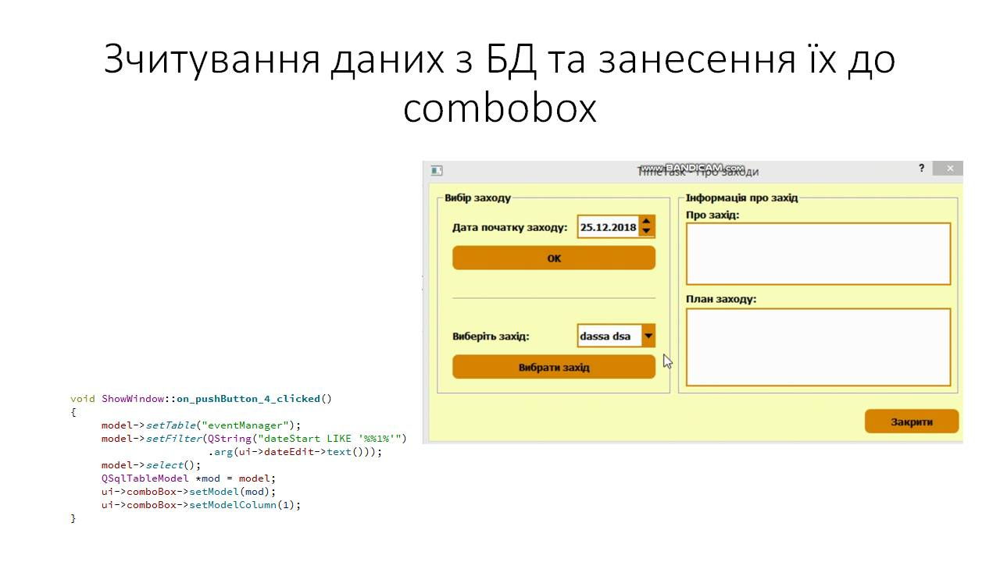 Зчитування даних з БД та занесення їх до
combobox
www.BANDICAM.com
TimeTask - Про заходи
?
Вибір заходу
Дата початку заходу:
25.12.2018
OK
Виберіть захід:
dassa dsa
Вибрати захід
Інформація про захід
Про захід:
План заходу:
Закрити
void ShowWindow::on_pushButton_4_clicked()
{
model->setTable("eventManager");
model->setFilter(QString("dateStart LIKE '%%1%'")
.arg(ui->dateEdit->text()));
model->select();
QSqlTableModel *mod = model;
ui->comboBox->setModel(mod);
ui->comboBox->setModelColumn(1);
}